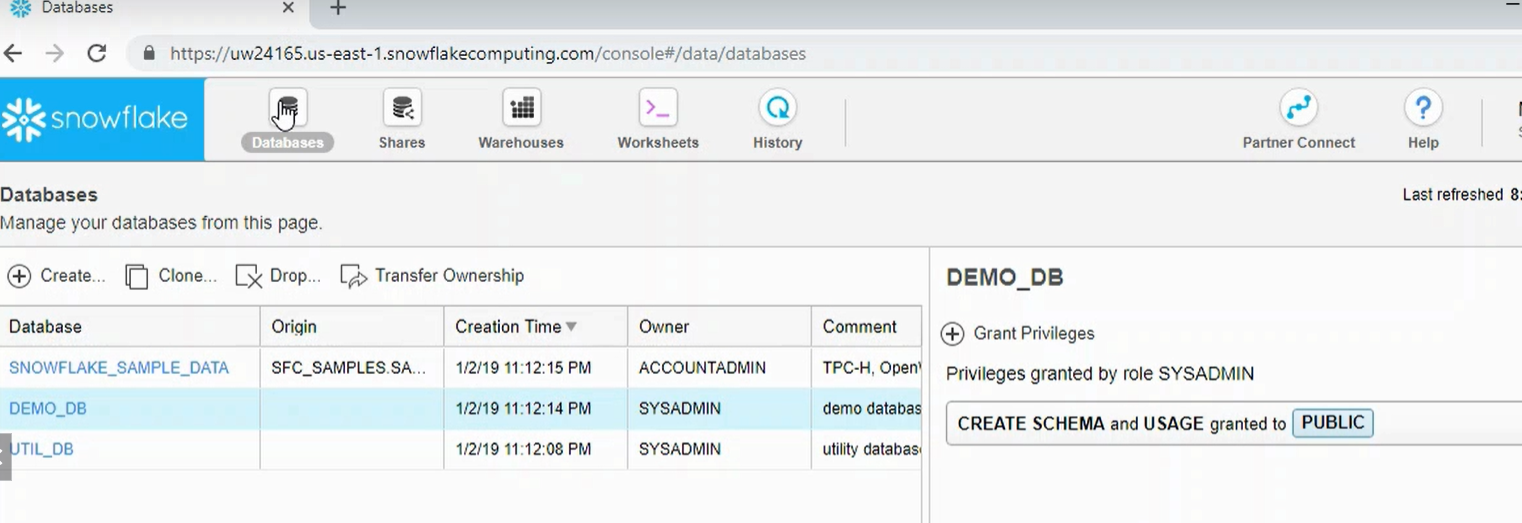 Databases
https://uw24165.us-east-1.snowflakecomputing.com/console#/data/databases
snowflake
Databases Shares Warehouses Worksheets History Partner Connect Help
Databases
Last refreshed 8:
Manage your databases from this page.
Create... Clone... Drop... Transfer Ownership
DEMO_DB
Database Origin Creation Time Owner Comment
Grant Privileges
SNOWFLAKE_SAMPLE_DATA SFC_SAMPLES.SA... 1/2/19 11:12:15 PM ACCOUNTADMIN TPC-H, Open
Privileges granted by role SYSADMIN
DEMO_DB 1/2/19 11:12:14 PM SYSADMIN demo databas
CREATE SCHEMA and USAGE granted to PUBLIC
UTIL_DB 1/2/19 11:12:08 PM SYSADMIN utility databas